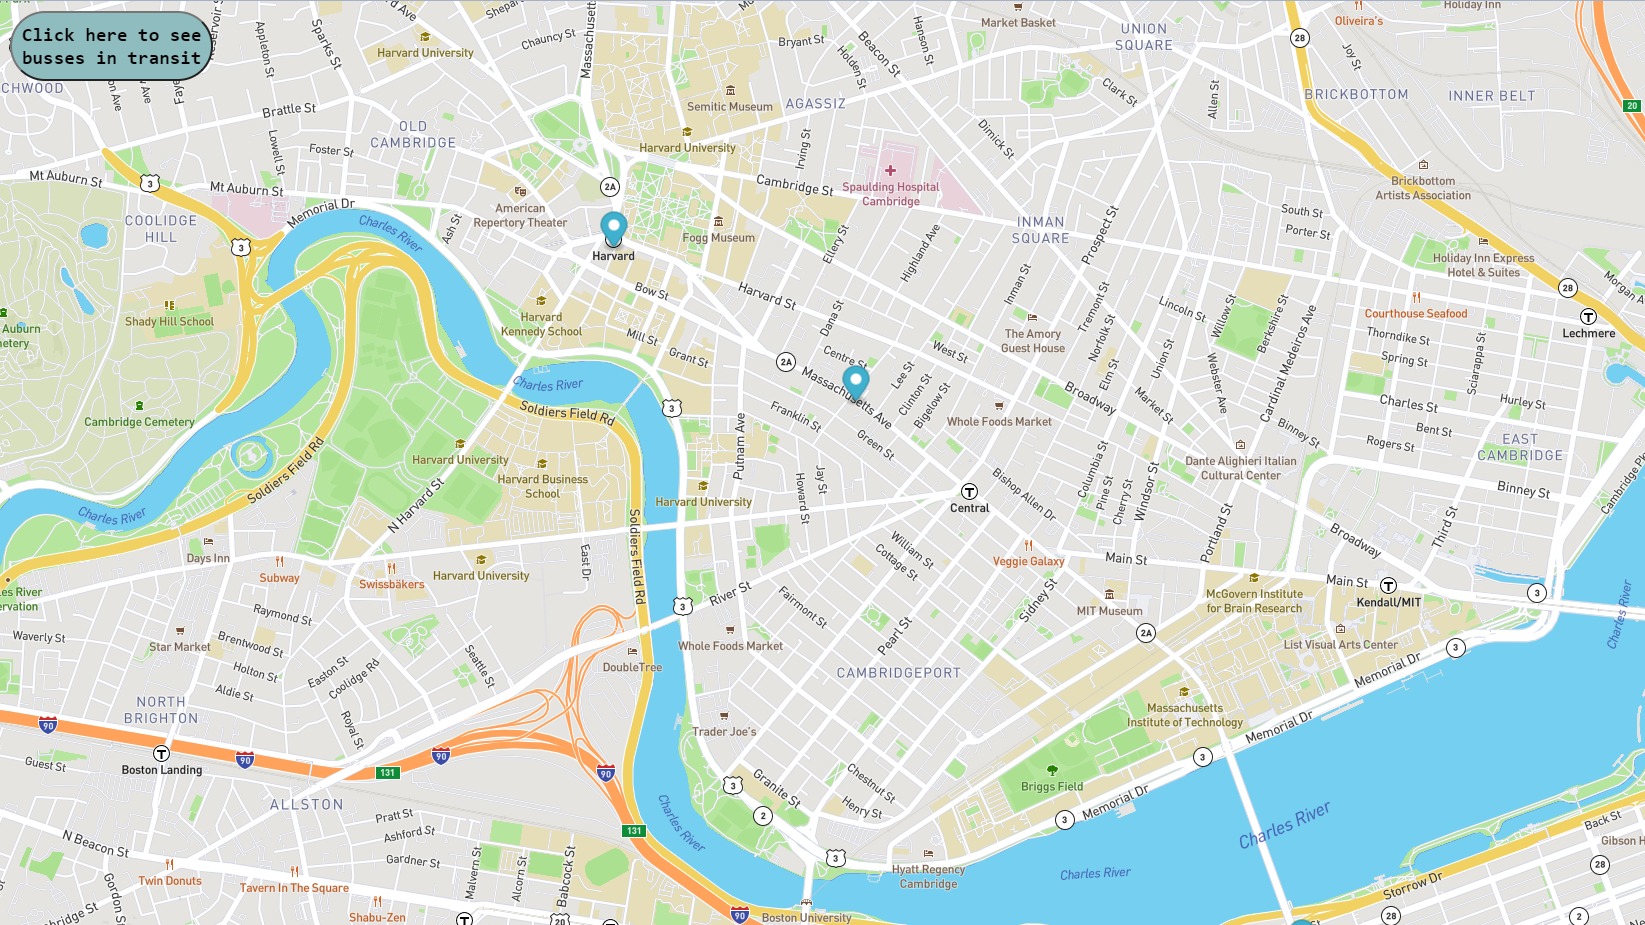 Click here to see
busses in transit
Harvard University
Chauncy St
Massachusett
Bryant St
Holden St
Beacon St
Hanson St
Market Basket
UNION
SQUARE
Oliveira's
Holiday Inn
28
Joy St
Appleton St
Sparks St
Clark St
Allen St
BRICKBOTTOM
INNER BELT
20
Semitic Museum
AGASSIZ
Brattle St
OLD
CAMBRIDGE
Lowell St
Foster St
Harvard University
Irving St
Dimick St
Mt Auburn St
3
Mt Auburn St
Memorial Dr
2A
Cambridge St
Spaulding Hospital
Cambridge
Brickbottom
Artists Association
COOLIDGE
HILL
Charles River
Ash St
American
Repertory Theater
Fogg Museum
Harvard
Ellery St
Highland Ave
INMAN
SQUARE
Prospect St
South St
Porter St
Holiday Inn Express
Hotel & Suites
3
28
Shady Hill School
Harvard
Kennedy School
Bow St
Mill St
Grant St
Harvard St
Dana St
Inman St
Tremont St
Norfolk St
Lincoln St
Willow St
Berkshire St
Cardinal Medeiros Ave
Courthouse Seafood
Lechmere
T
Thorndike St
Spring St
Sciarappa St
The Amory
Guest House
2A
Centre St
West St
Massachusetts Ave
Lee St
Clinton St
Bigelow St
Broadway
Elm St
Union St
Webster Ave
Market St
Charles St
Hurley St
Bent St
Rogers St
Binney St
EAST
CAMBRIDGE
Charles River
Soldiers Field Rd
3
Franklin St
Green St
Whole Foods Market
Dante Alighieri Italian
Cultural Center
Cambridge Cemetery
Harvard University
Harvard Business
School
Putnam Ave
Harvard University
Jay St
Howard St
T
Central
Bishop Allen Dr
Columbia St
Pine St
Cherry St
Windsor St
Portland St
Binney St
Third St
Broadway
Charles River
Soldiers Field Rd
N Harvard St
Soldiers Field Rd
Days Inn
Subway
Swissbäkers
Harvard University
East Dr
William St
Cottage St
Veggie Galaxy
Main St
Main St
T
Kendall/MIT
3
McGovern Institute
for Brain Research
MIT Museum
Sidney St
Raymond St
Waverly St
Star Market
Brentwood St
Holton St
Aldie St
Easton St
Coolidge Rd
Seattle St
3
River St
Fairmont St
Pearl St
Whole Foods Market
DoubleTree
2A
List Visual Arts Center
3
Memorial Dr
Charles River
CAMBRIDGEPORT
NORTH
BRIGHTON
Royal St
90
90
90
90
131
T
Boston Landing
Guest St
Trader Joe's
Massachusetts
Institute of Technology
Memorial Dr
3
Briggs Field
Memorial Dr
3
Chestnut St
Henry St
Granite St
3
2
3
ALLSTON
Pratt St
Ashford St
Gardner St
N Beacon St
131
Charles River
Twin Donuts
Gordon St
Tavern In The Square
Shabu-Zen
Malvern St
Alcorn St
Babcock St
T
20
90
Boston University
Hyatt Regency
Cambridge
Charles River
Charles River
Back St
28
Storrow Dr
28
2